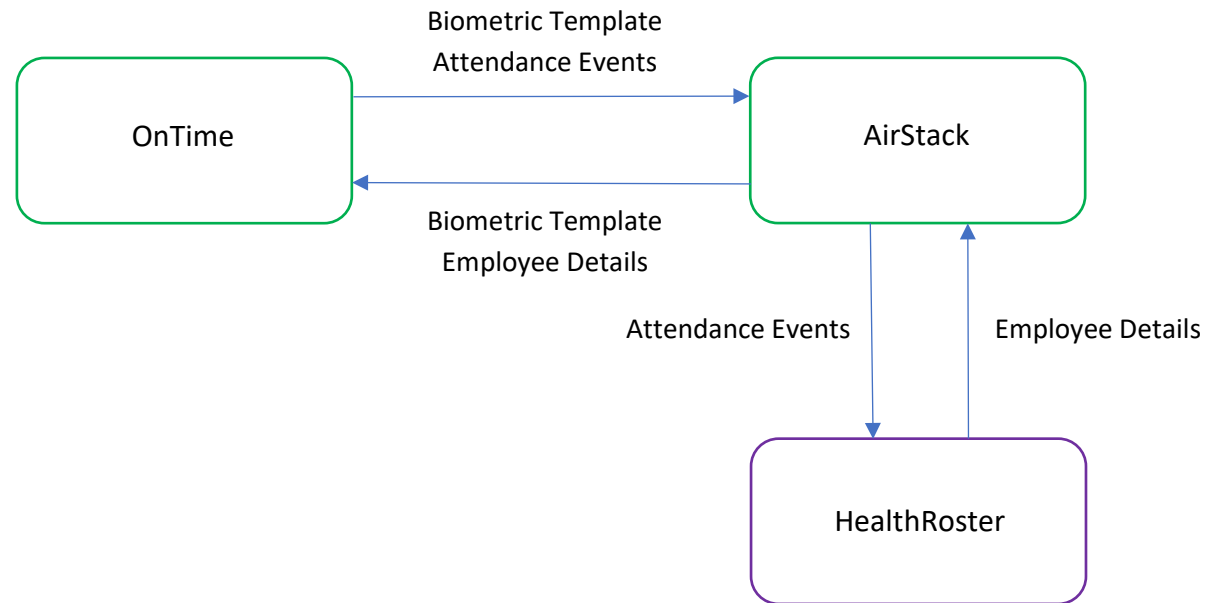 Biometric Template
Attendance Events
OnTime
AirStack
Biometric Template
Employee Details
Attendance Events
Employee Details
HealthRoster